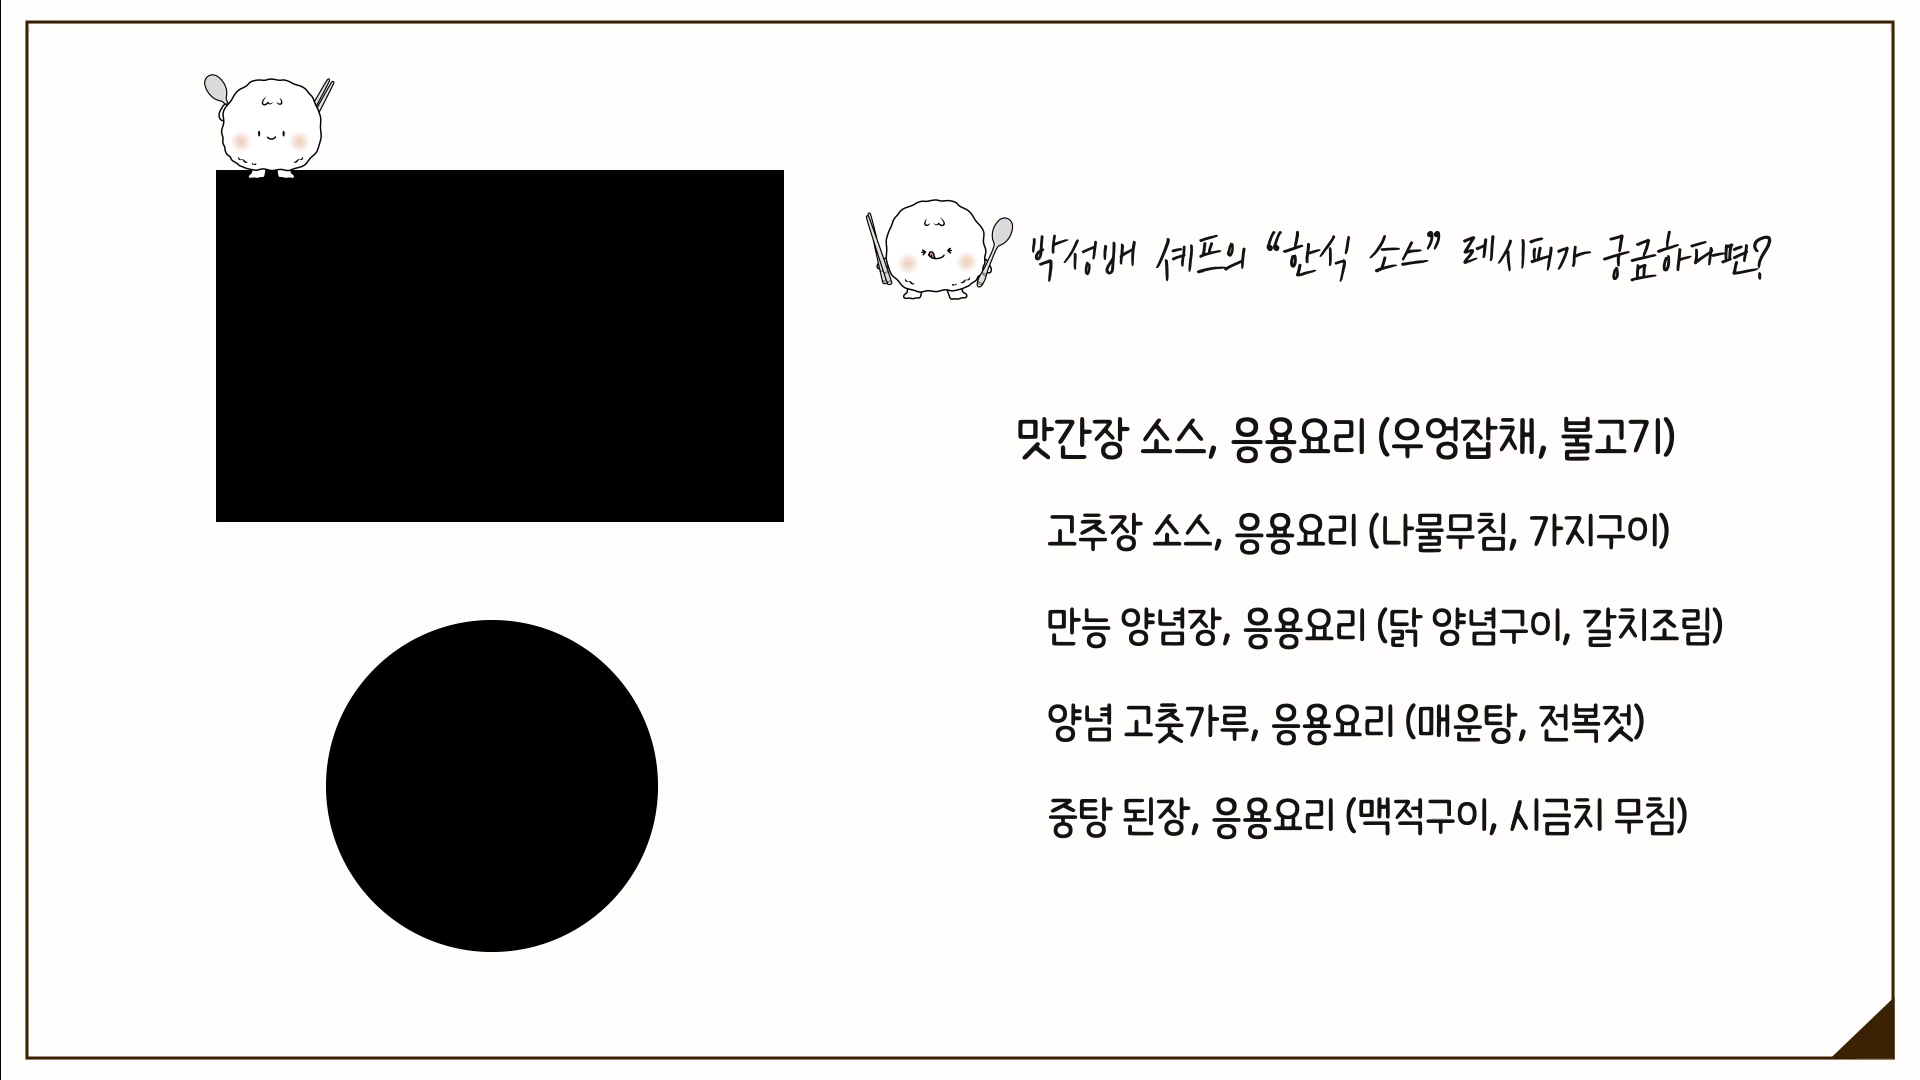 박성배 셰프의 “한식 소스” 레시피가 궁금하다면?
맛간장 소스, 응용요리 (우엉잡채, 불고기)
고추장 소스, 응용요리 (나물무침, 가지구이)
만능 양념장, 응용요리 (닭 양념구이, 갈치조림)
양념 고춧가루, 응용요리 (매운탕, 전복젓)
중탕 된장, 응용요리 (맥적구이, 시금치 무침)